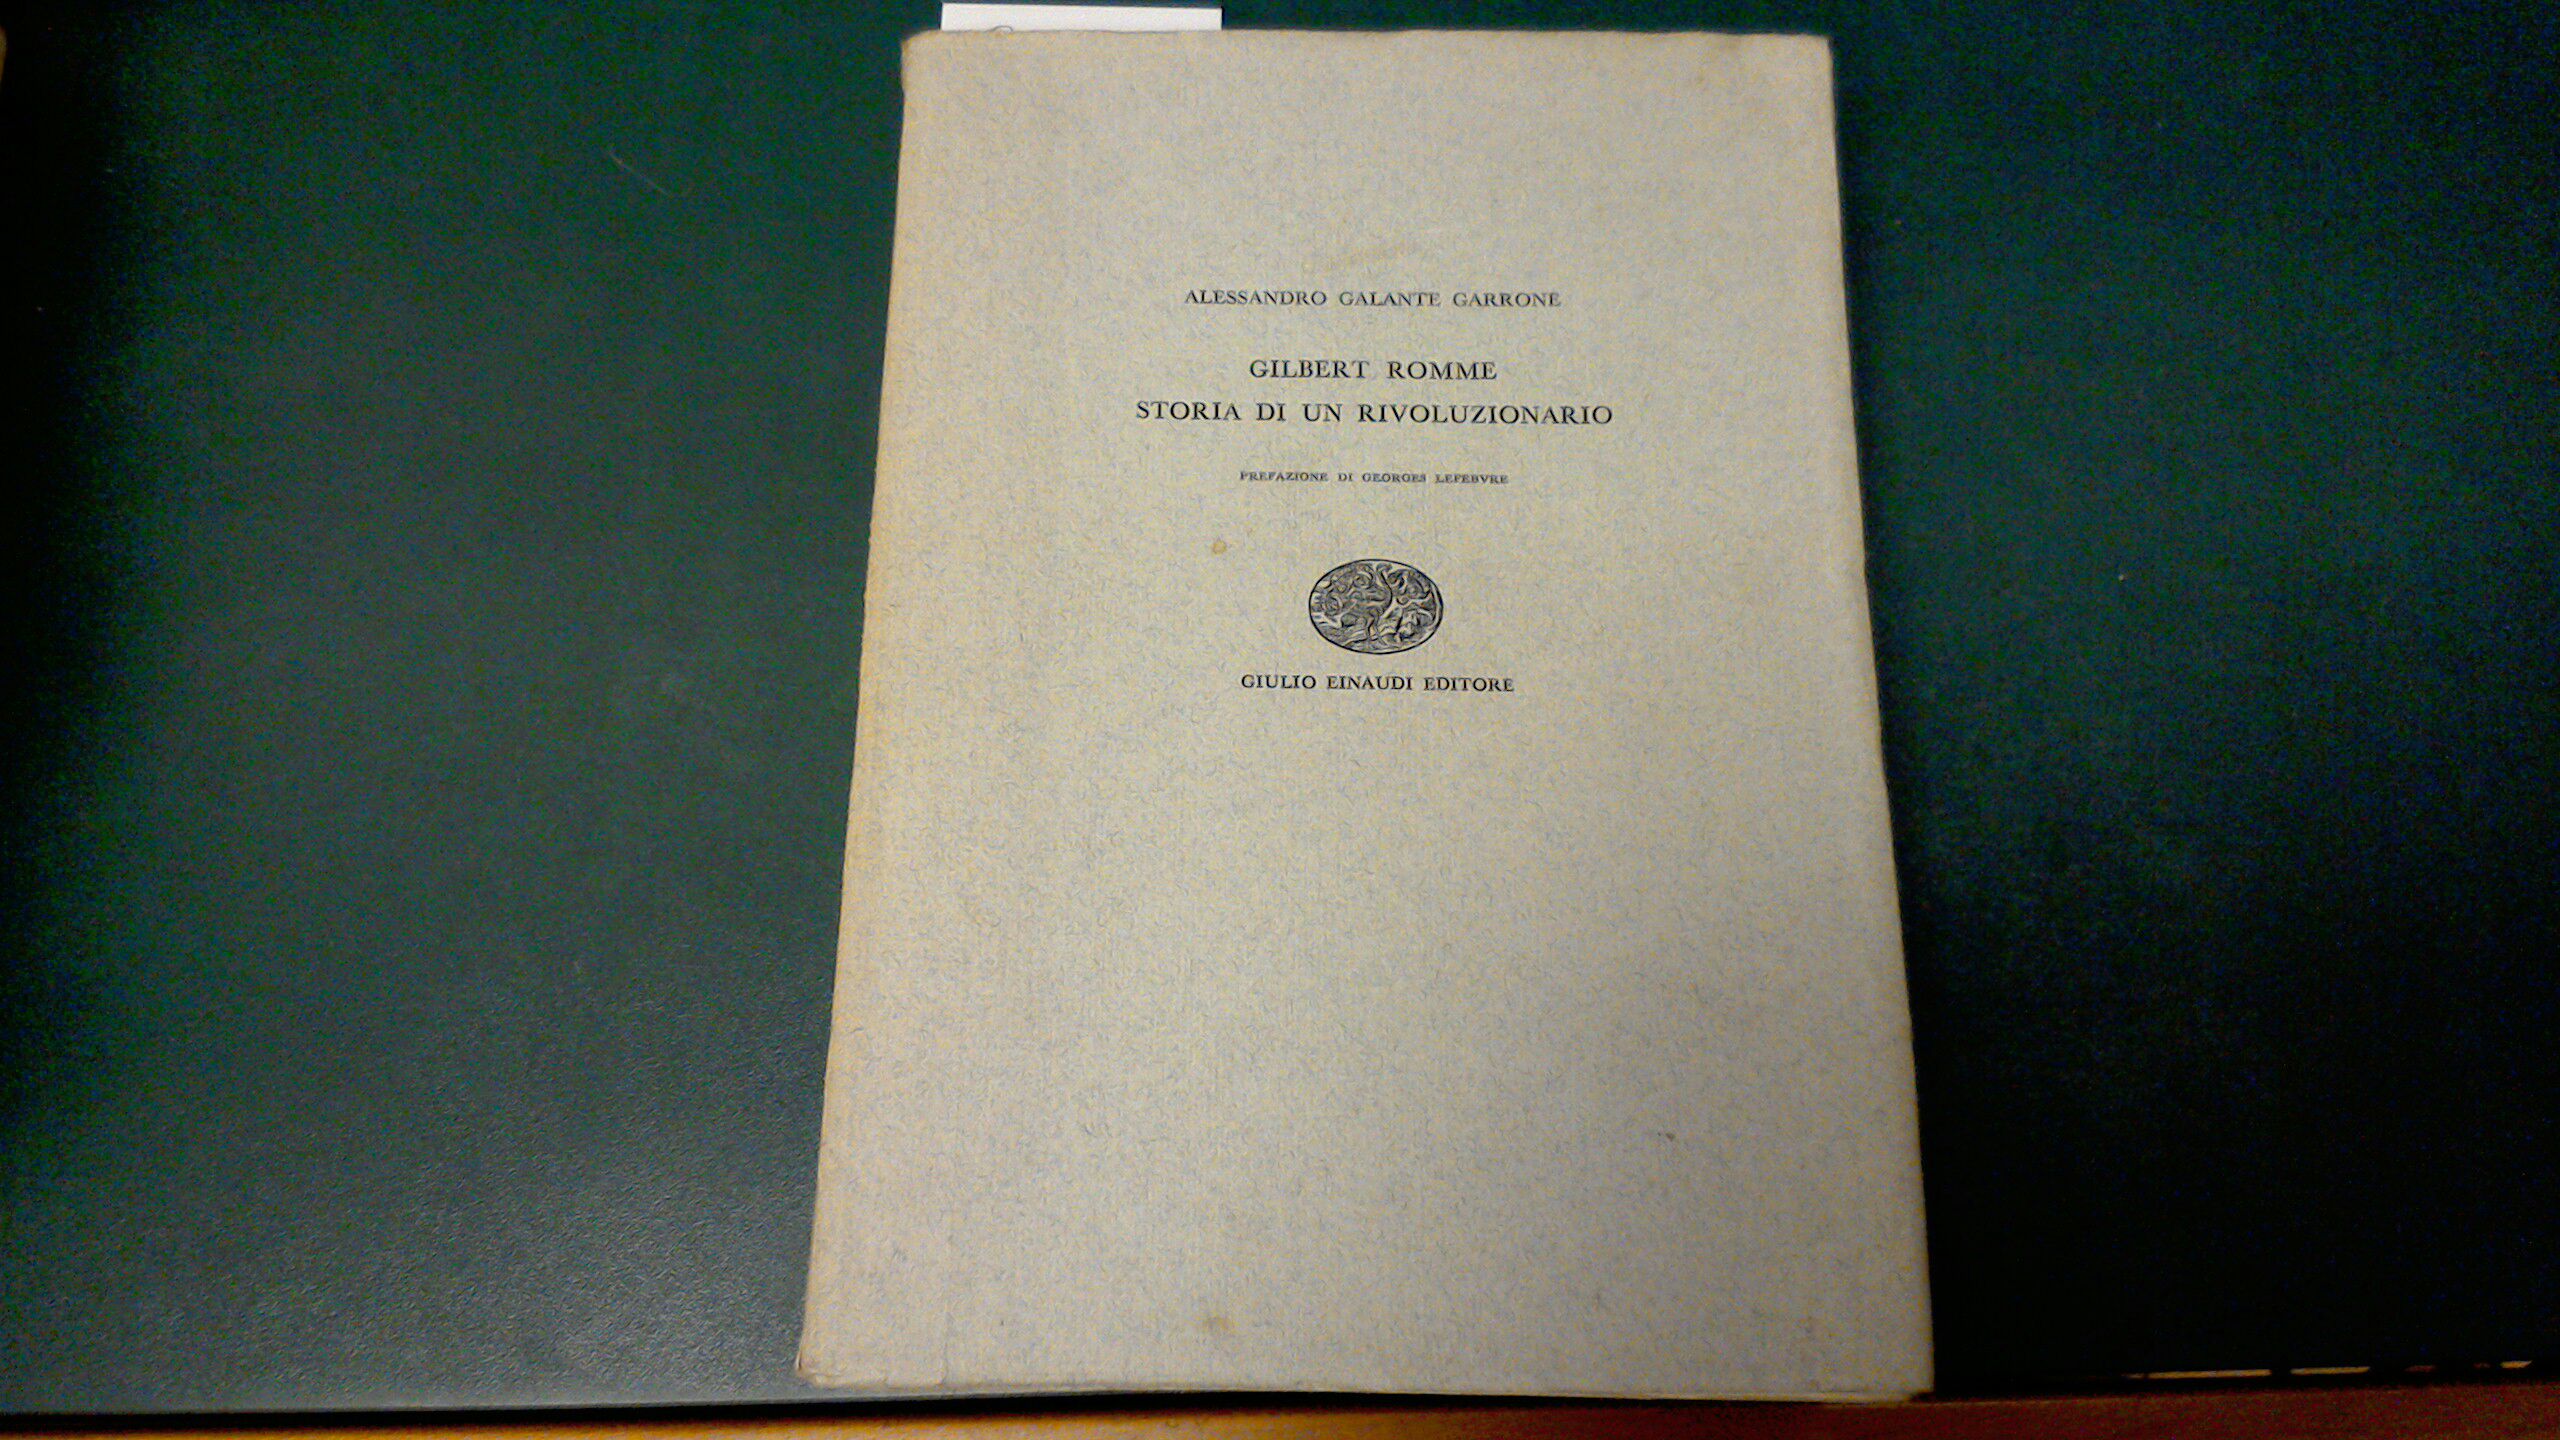 ALESSANDRO GALANTE GARRONE
GILBERT ROMME
STORIA DI UN RIVOLUZIONARIO
PREFAZIONE DI GEORGES LEFEBVRE
GIULIO EINAUDI EDITORE